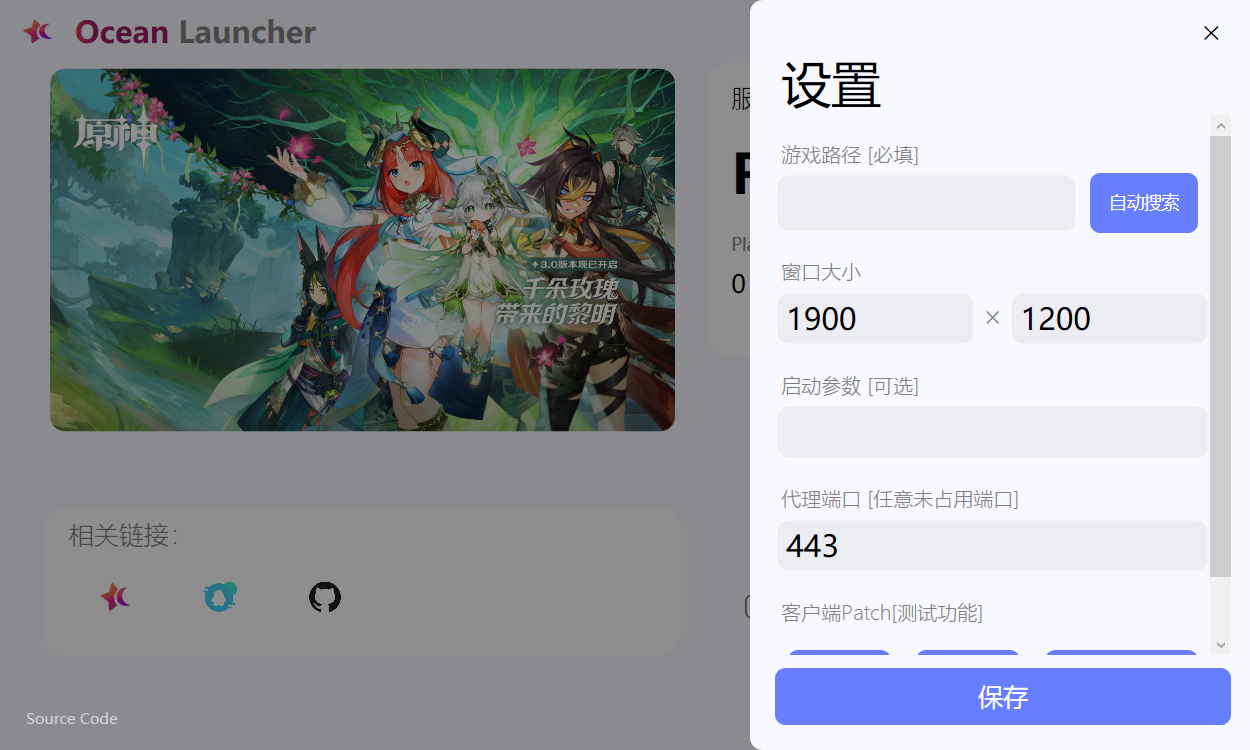 Ocean Launcher
原神
✦3.0版本现已开启
千朵玫瑰
带来的黎明
服
Pla
0
相关链接：
Source Code
设置
游戏路径 [必填]
自动搜索
窗口大小
1900 × 1200
启动参数 [可选]
代理端口 [任意未占用端口]
443
客户端Patch[测试功能]
保存